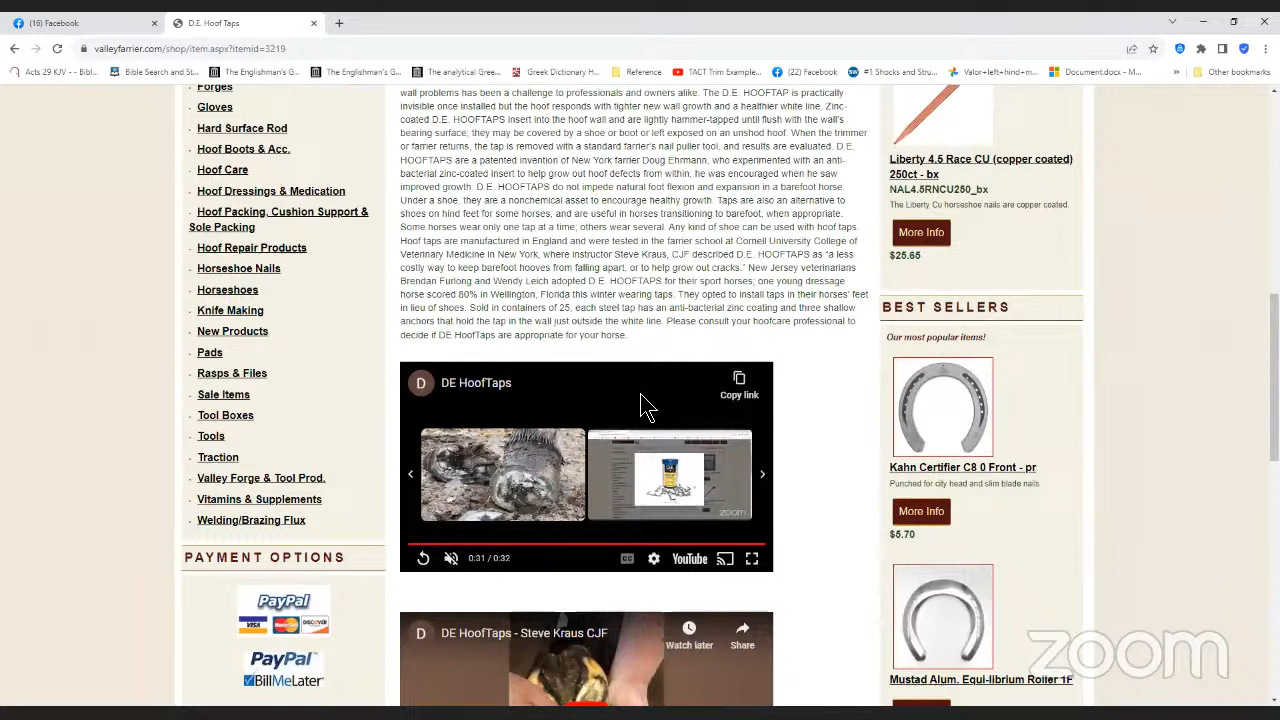 (16) Facebook
D.E. Hoof Taps
valleyfarrier.com/shop/item.aspx?itemid=3219
Acts 29 KJV - - Bibl...
Bible Search and St...
The Englishman's G...
The Englishman's G...
The analytical Gree...
Greek Dictionary H...
Reference
TACT Trim Example...
(22) Facebook
#1 Shocks and Stru...
Valor+left+hind+m...
Document.docx - M...
»
Other bookmarks
Forges
Gloves
Hard Surface Rod
Hoof Boots & Acc.
Hoof Care
Hoof Dressings & Medication
Hoof Packing, Cushion Support &
Sole Packing
Hoof Repair Products
Horseshoe Nails
Horseshoes
Knife Making
New Products
Pads
Rasps & Files
Sale Items
Tool Boxes
Tools
Traction
Valley Forge & Tool Prod.
Vitamins & Supplements
Welding/Brazing Flux
PAYMENT OPTIONS
PayPal
VISA MasterCard DISCOVER
PayPal
BillMeLater
wall problems has been a challenge to professionals and owners alike. The D.E. HOOFTAP is practically
invisible once installed but the hoof responds with tighter new wall growth and a healthier white line. Zinc-
coated D.E. HOOFTAPS insert into the hoof wall and are lightly hammer-tapped until flush with the wall's
bearing surface; they may be covered by a shoe or boot or left exposed on an unshod hoof. When the trimmer
or farrier returns, the tap is removed with a standard farrier's nail puller tool, and results are evaluated. D.E.
HOOFTAPS are a patented invention of New York farrier Doug Ehrmann, who experimented with an anti-
bacterial zinc-coated insert to help grow out hoof defects from within, he was encouraged when he saw
improved growth. D.E. HOOFTAPS do not impede natural foot flexion and expansion in a barefoot horse.
Under a shoe, they are a nonchemical asset to encourage healthy growth. Taps are also an alternative to
shoes on hind feet for some horses, and are useful in horses transitioning to barefoot, when appropriate.
Some horses wear only one tap at a time; others wear several. Any kind of shoe can be used with hoof taps.
Hoof taps are manufactured in England and were tested in the farrier school at Cornell University College of
Veterinary Medicine in New York, where instructor Steve Kraus, CJF described D.E. HOOFTAPS as “a less
costly way to keep barefoot hooves from falling apart, or to help grow out cracks.” New Jersey veterinarians
Brendan Furlong and Wendy Leich adopted D.E. HOOFTAPS for their sport horses; one young dressage
horse scored 80% in Wellington, Florida this winter wearing taps. They opted to install taps in their horses' feet
in lieu of shoes. Sold in containers of 25, each steel tap has an anti-bacterial zinc coating and three shallow
anchors that hold the tap in the wall just outside the white line. Please consult your hoofcare professional to
decide if DE HoofTaps are appropriate for your horse.
D
DE HoofTaps
Copy link
zoom
0:31 / 0:32
CC
YouTube
D
DE HoofTaps - Steve Kraus CJF
Watch later
Share
Liberty 4.5 Race CU (copper coated)
250ct - bx
NAL4.5RNCU250_bx
The Liberty Cu horseshoe nails are copper coated.
More Info
$25.65
BEST SELLERS
Our most popular items!
Kahn Certifier C8 0 Front - pr
Punched for city head and slim blade nails
More Info
$5.70
Mustad Alum. Equi-librium Roller 1F
zoom